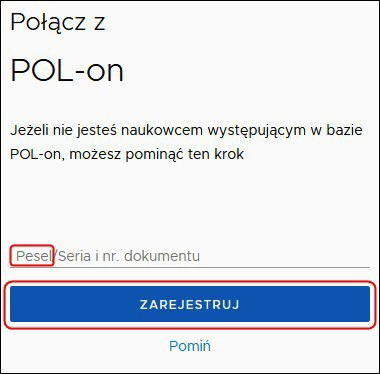 Połącz z
POL-on
Jeżeli nie jesteś naukowcem występującym w bazie
POL-on, możesz pominąć ten krok
Pesel/Seria i nr. dokumentu
ZAREJESTRUJ
Pomiń